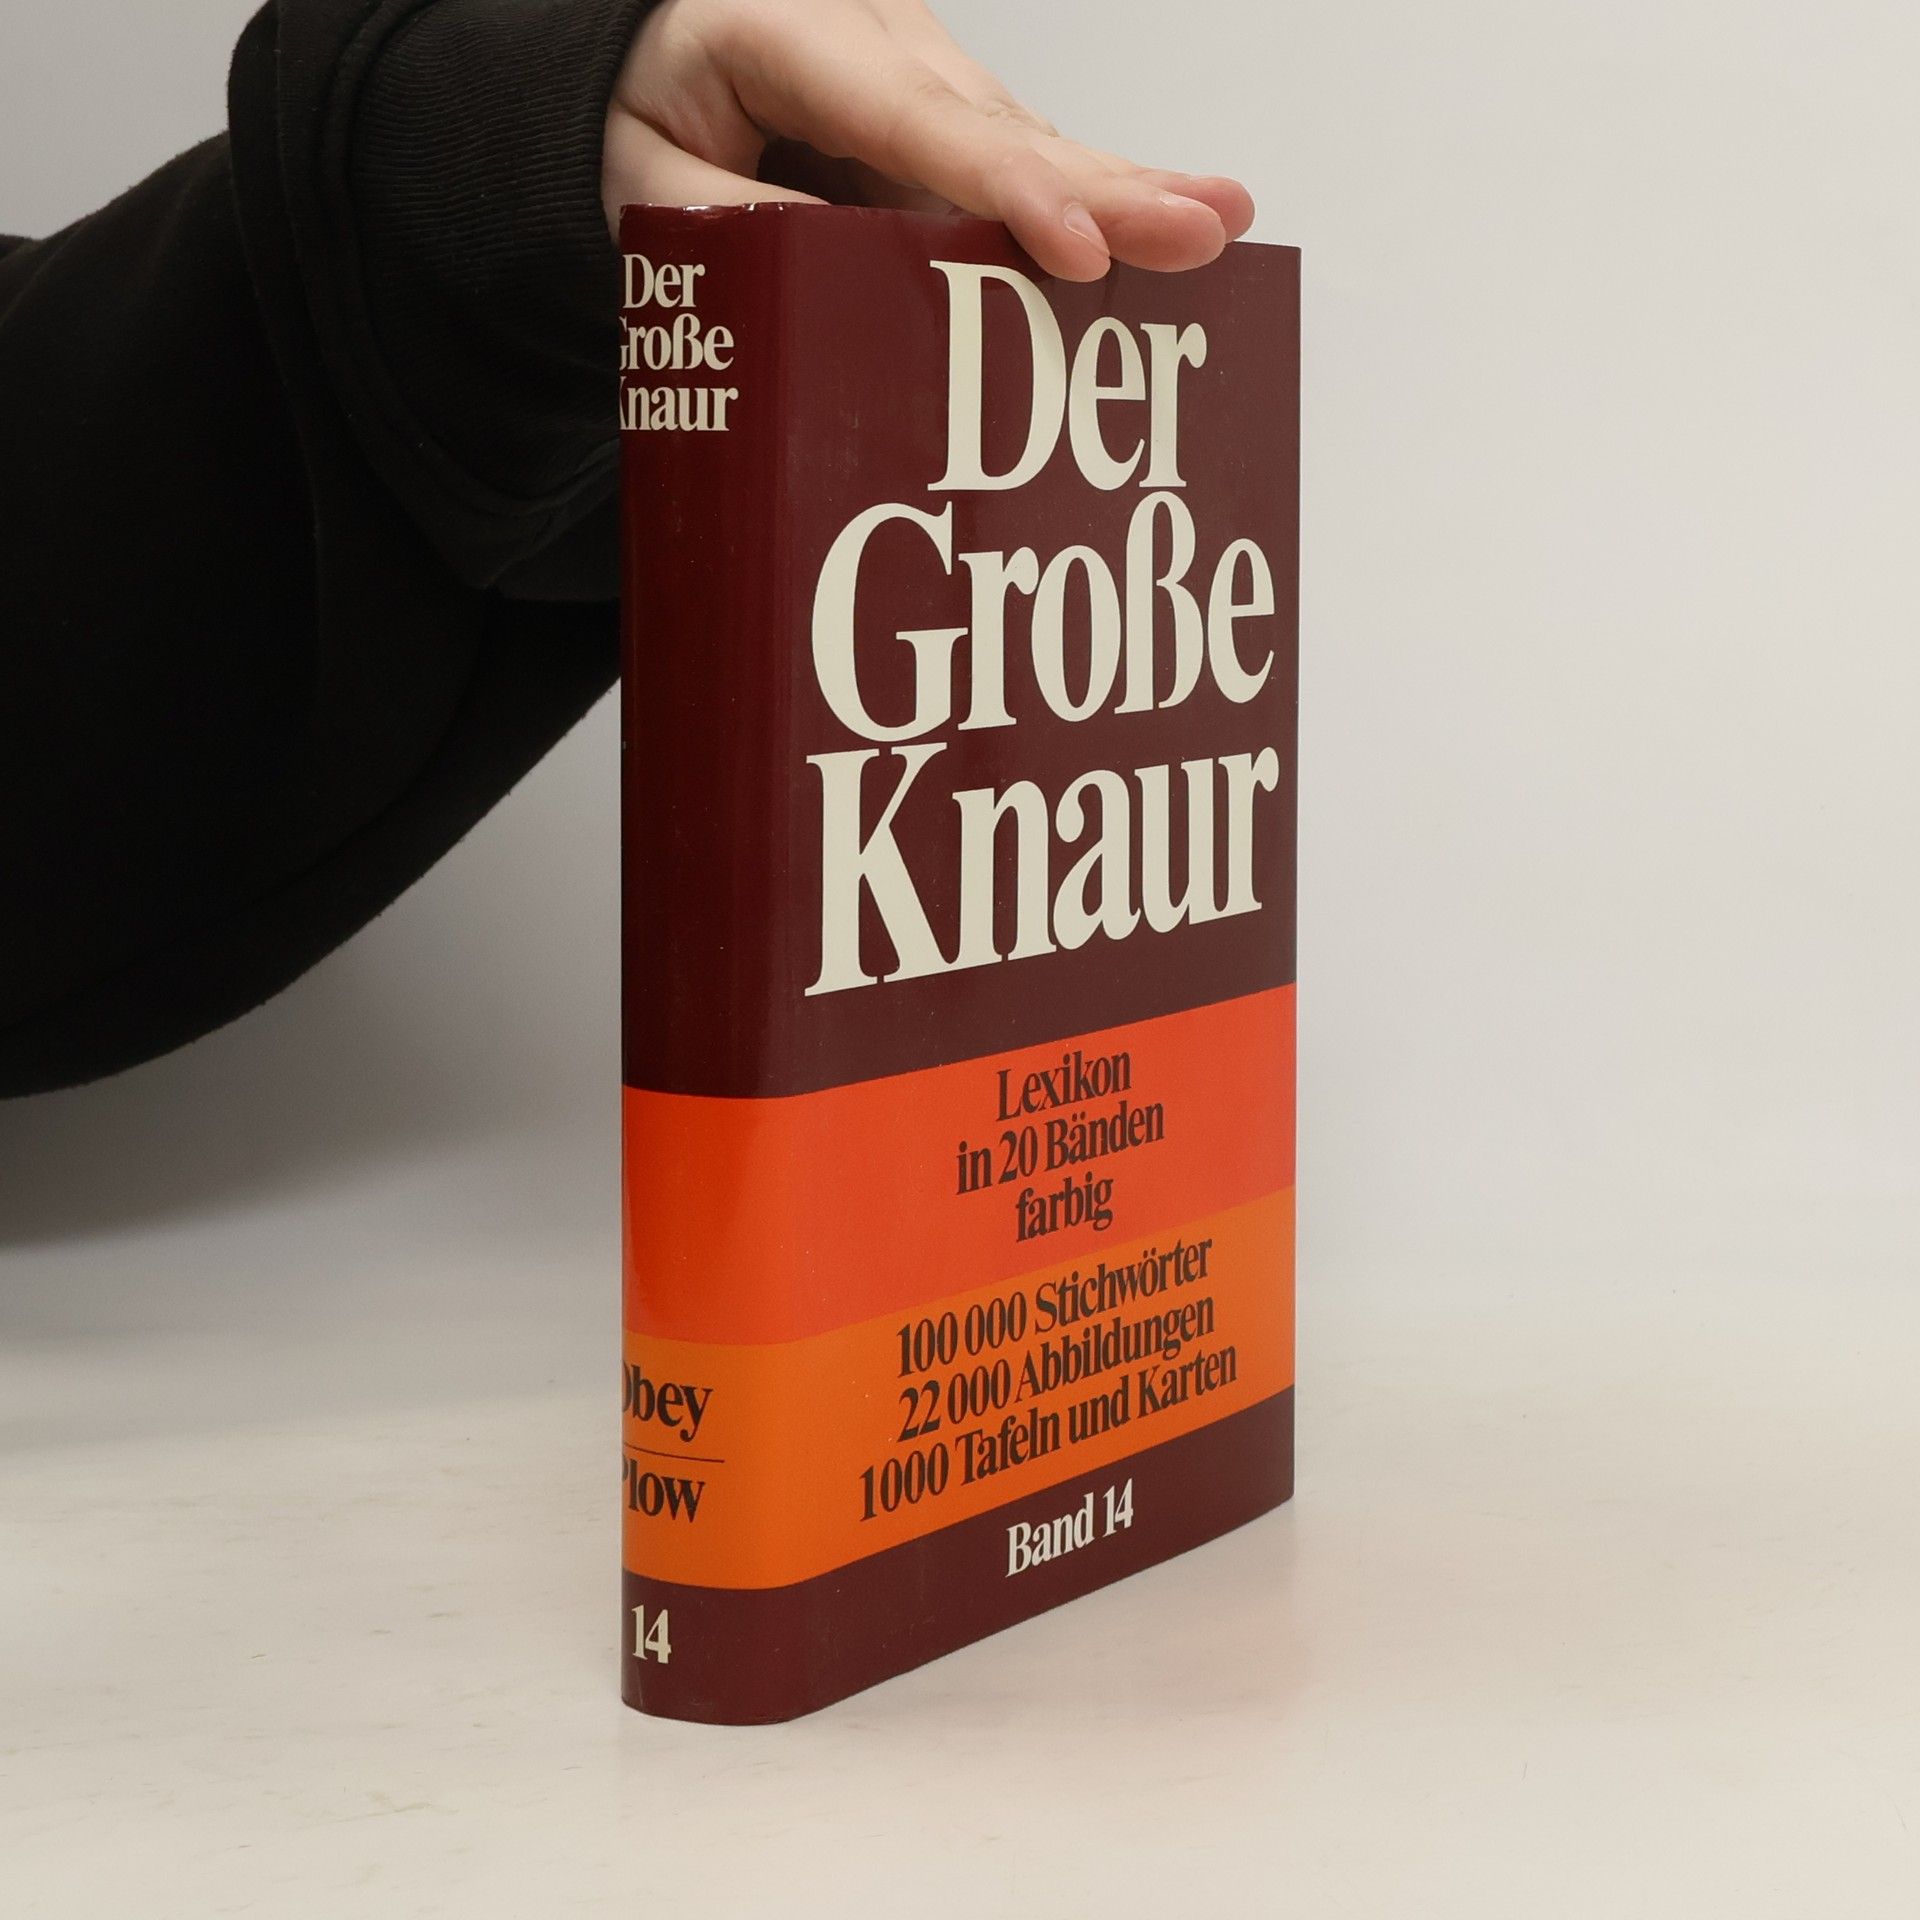 Der
Große
Knaur
Obey
Plow
14
Der
Große
Knaur
Lexikon
in 20 Bänden
farbig
100 000 Stichwörter
22 000 Abbildungen
1000 Tafeln und Karten
Band 14